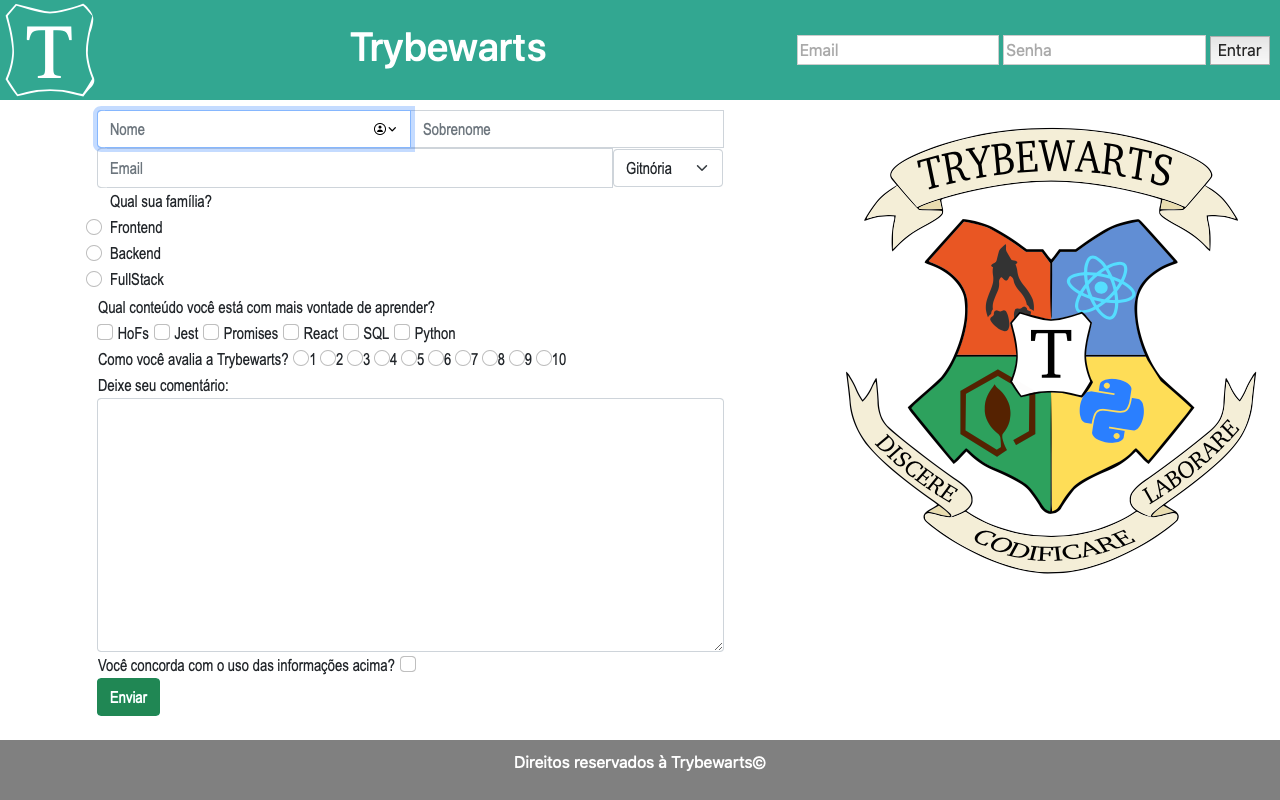 T
Trybewarts
Email Senha Entrar
Nome Sobrenome
Email Gitnória
Qual sua família?
Frontend
Backend
FullStack
Qual conteúdo você está com mais vontade de aprender?
HoFs Jest Promises React SQL Python
Como você avalia a Trybewarts? 1 2 3 4 5 6 7 8 9 10
Deixe seu comentário:
Você concorda com o uso das informações acima?
Enviar
TRYBEWARTS
T
DISCERE
CODIFICARE
LABORARE
Direitos reservados à Trybewarts©